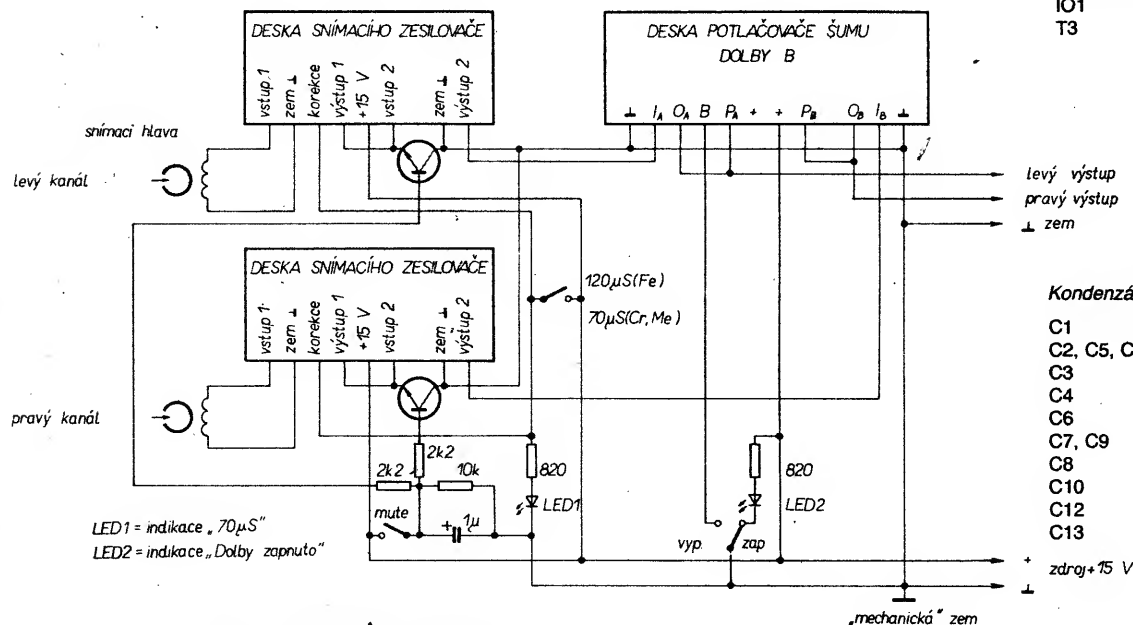 DESKA SNÍMACÍHO ZESILOVAČE
vstup 1
zem ⊥
korekce
výstup 1
+15 V
vstup 2
zem ⊥
výstup 2
DESKA POTLAČOVAČE ŠUMU
DOLBY B
⊥ I_A O_A B P_A + + P_B O_B I_B ⊥
IO1
T3
snímací hlava
levý kanál
levý výstup
pravý výstup
⊥ zem
DESKA SNÍMACÍHO ZESILOVAČE
vstup 1
zem ⊥
korekce
výstup 1
+15 V
vstup 2
zem ⊥
výstup 2
120µS(Fe)
70µS(Cr, Me)
pravý kanál
2k2
2k2
10k
820
LED1
820
LED2
mute
+
1µ
vyp.
zap
LED1 = indikace „70µS"
LED2 = indikace „Dolby zapnuto"
Kondenzá
C1
C2, C5, C
C3
C4
C6
C7, C9
C8
C10
C12
C13
+
zdroj+15 V
⊥
„mechanická" zem